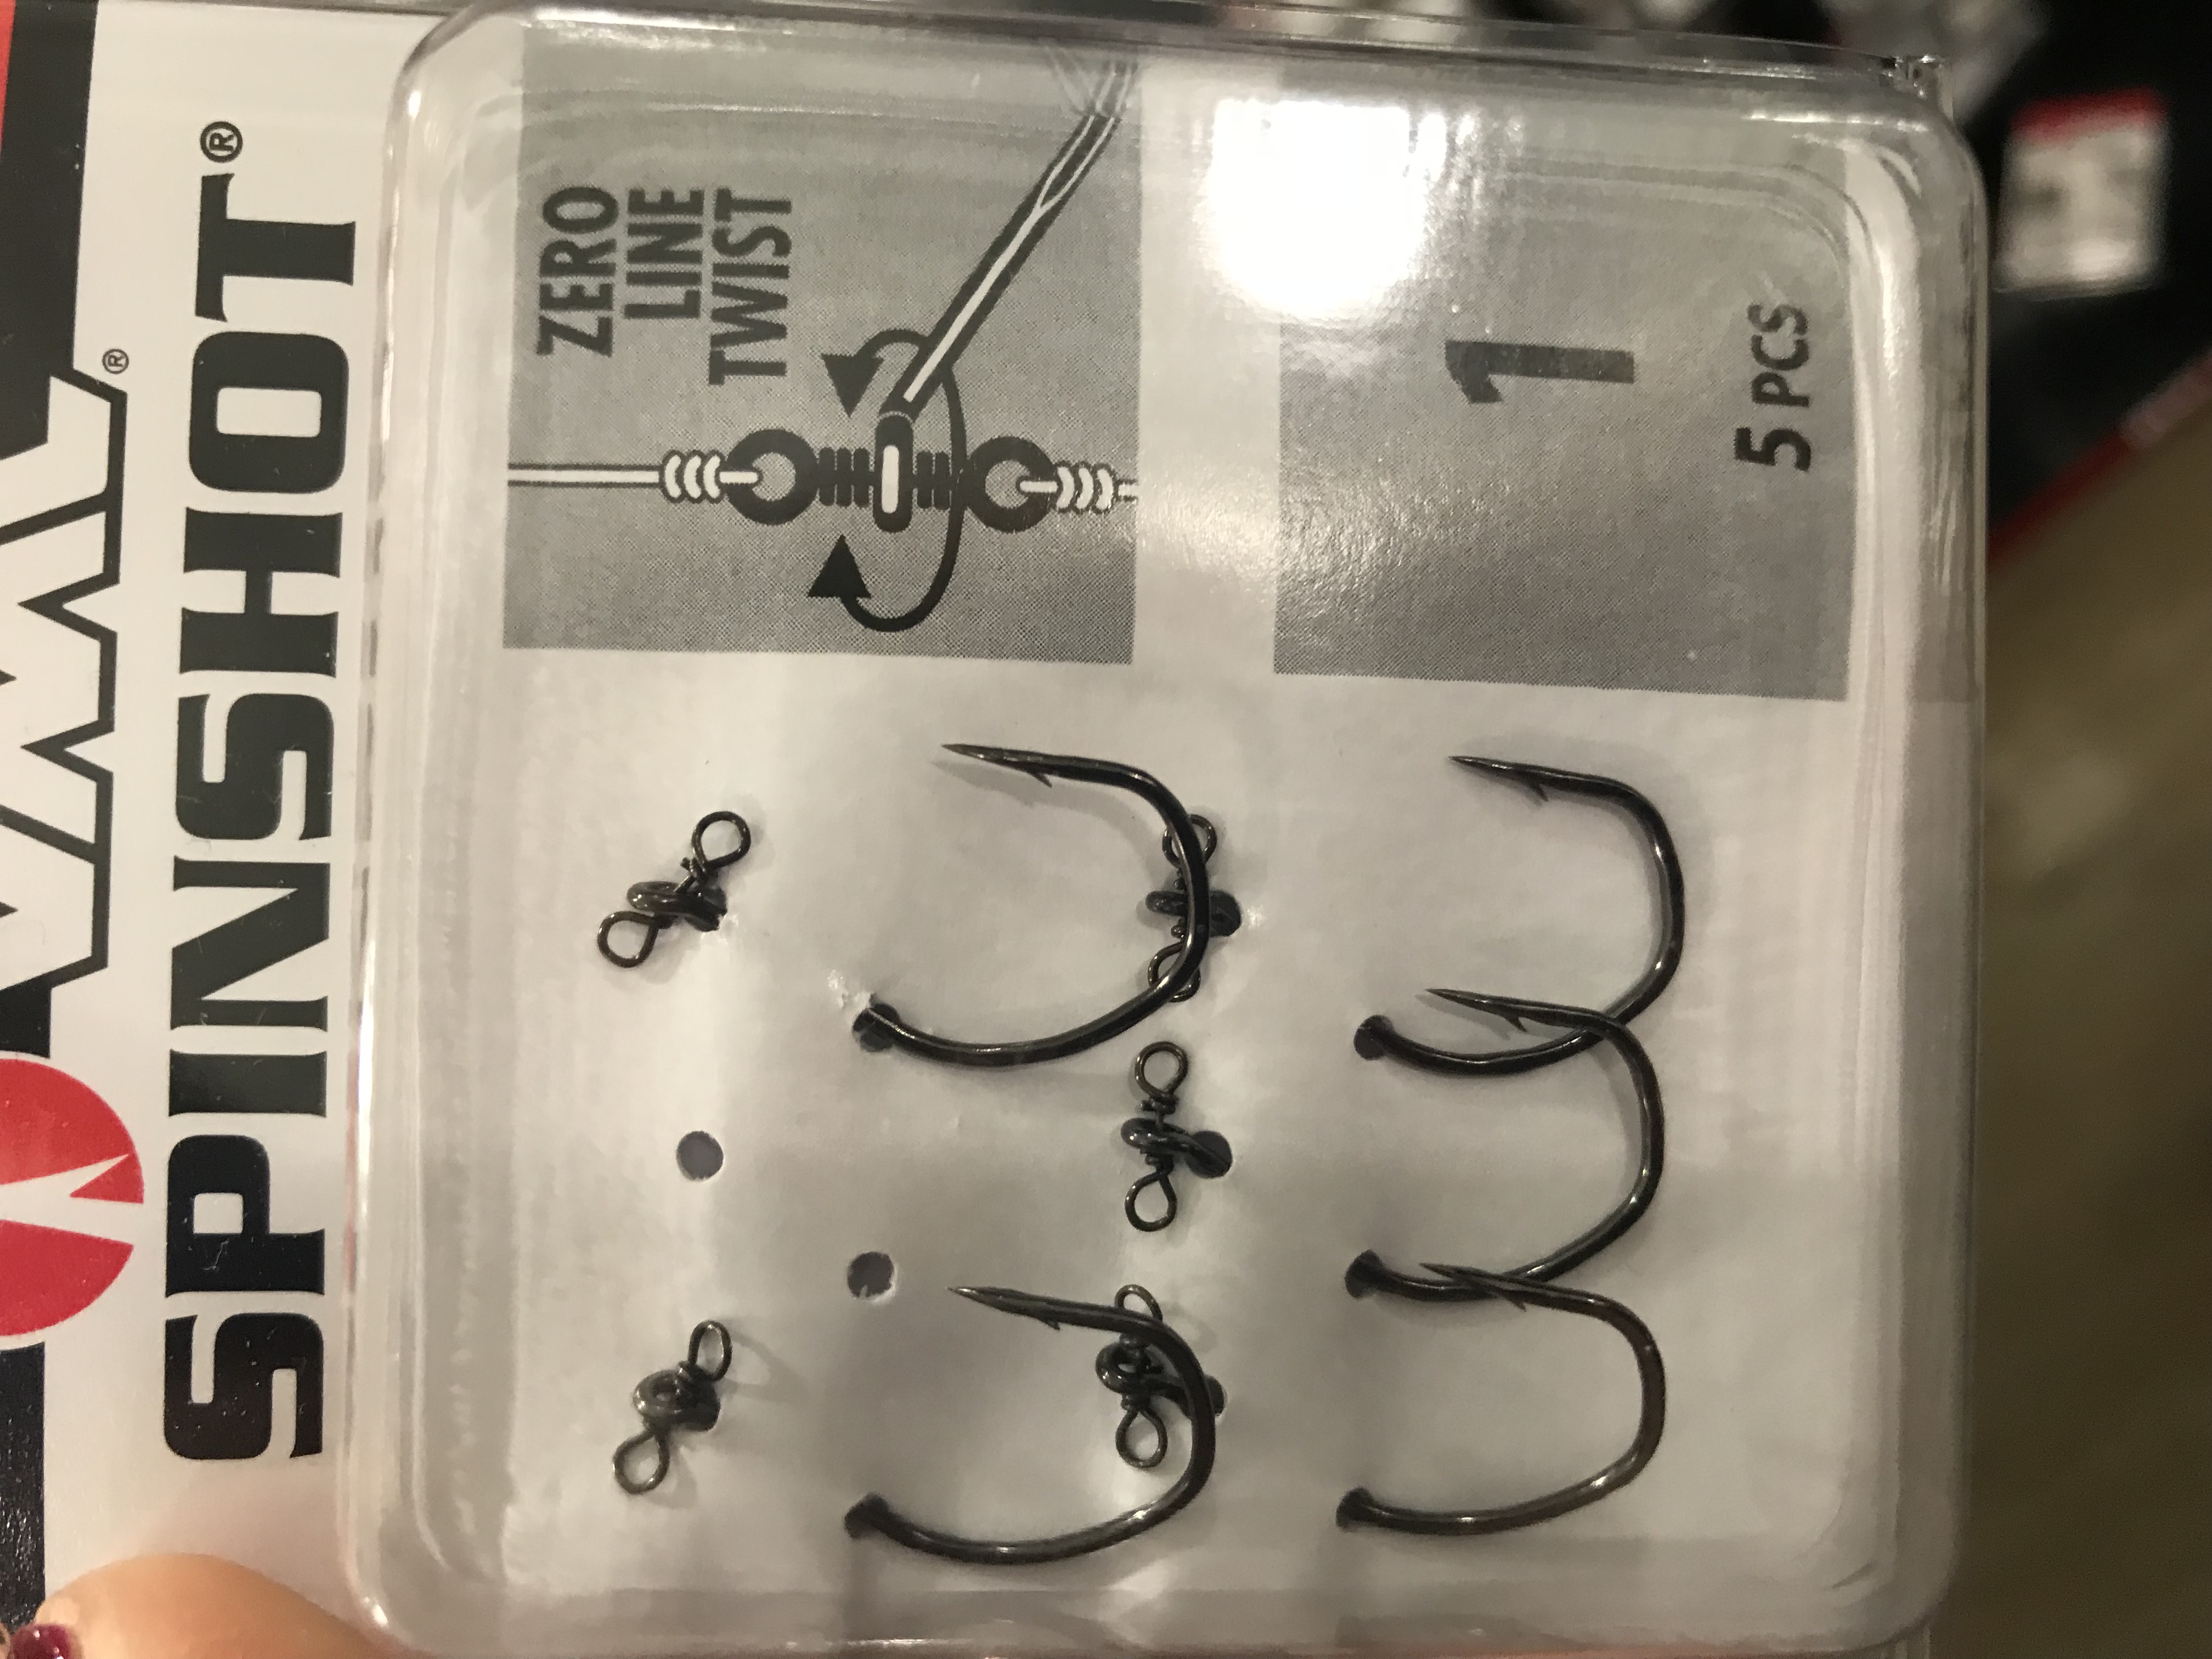 SPINSHOT®
®
ZERO
LINE
TWIST
1
5 PCS